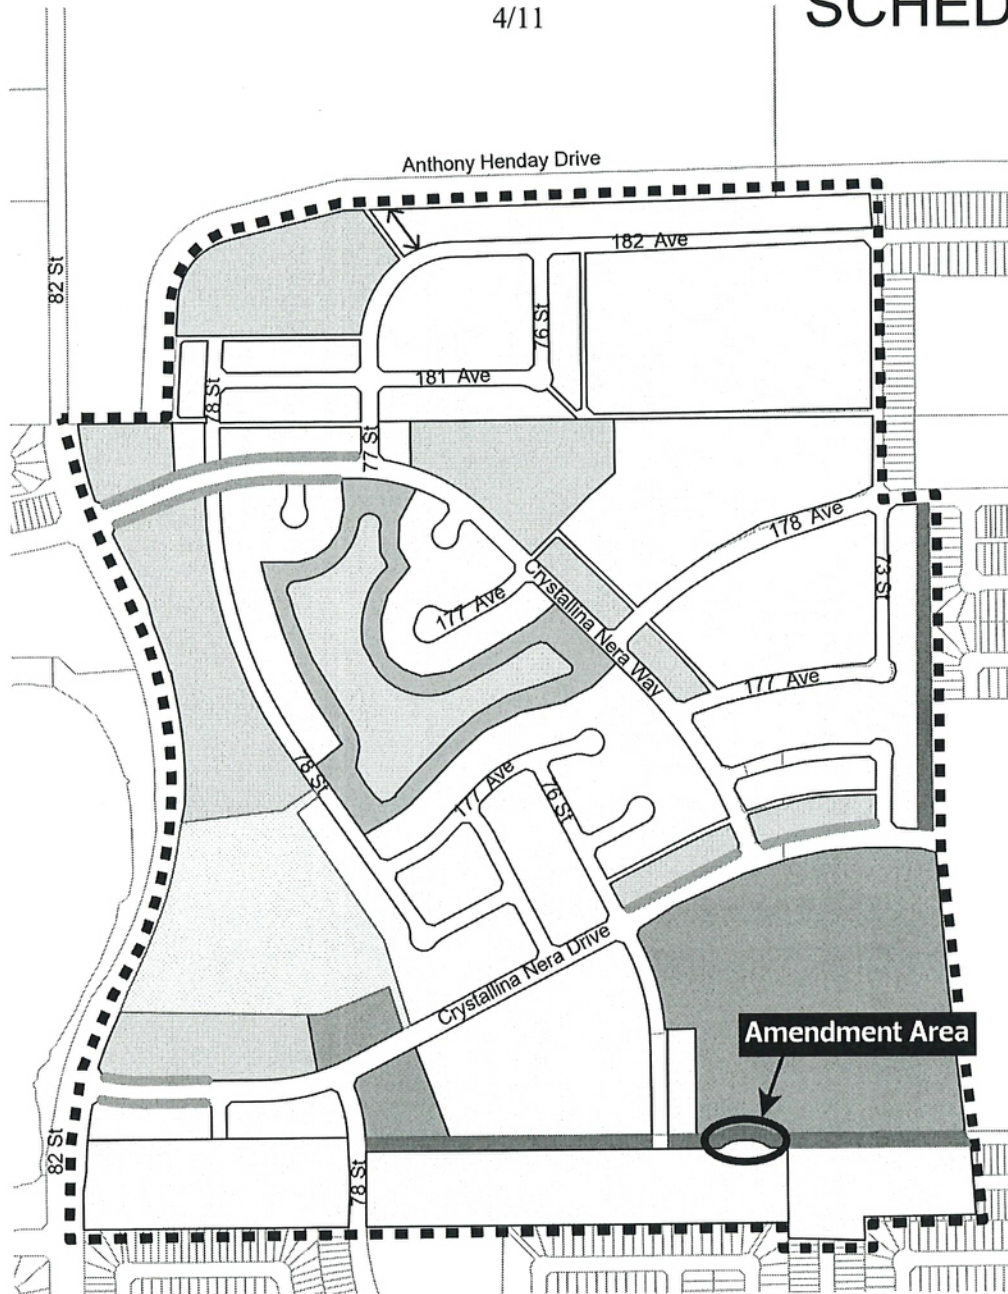 4/11
SCHED
Anthony Henday Drive
182 Ave
82 St
76 St
181 Ave
78 St
77 St
178 Ave
73 St
Crystallina Nera Way
177 Ave
177 Ave
78 St
177 Ave
76 St
Crystallina Nera Drive
Amendment Area
82 St
78 St